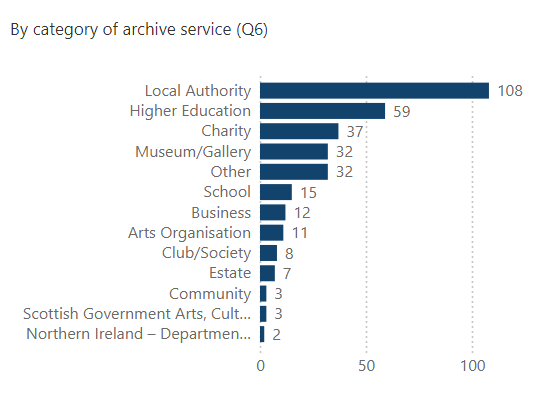 By category of archive service (Q6)
Local Authority 108
Higher Education 59
Charity 37
Museum/Gallery 32
Other 32
School 15
Business 12
Arts Organisation 11
Club/Society 8
Estate 7
Community 3
Scottish Government Arts, Cult... 3
Northern Ireland – Departmen... 2
0 50 100